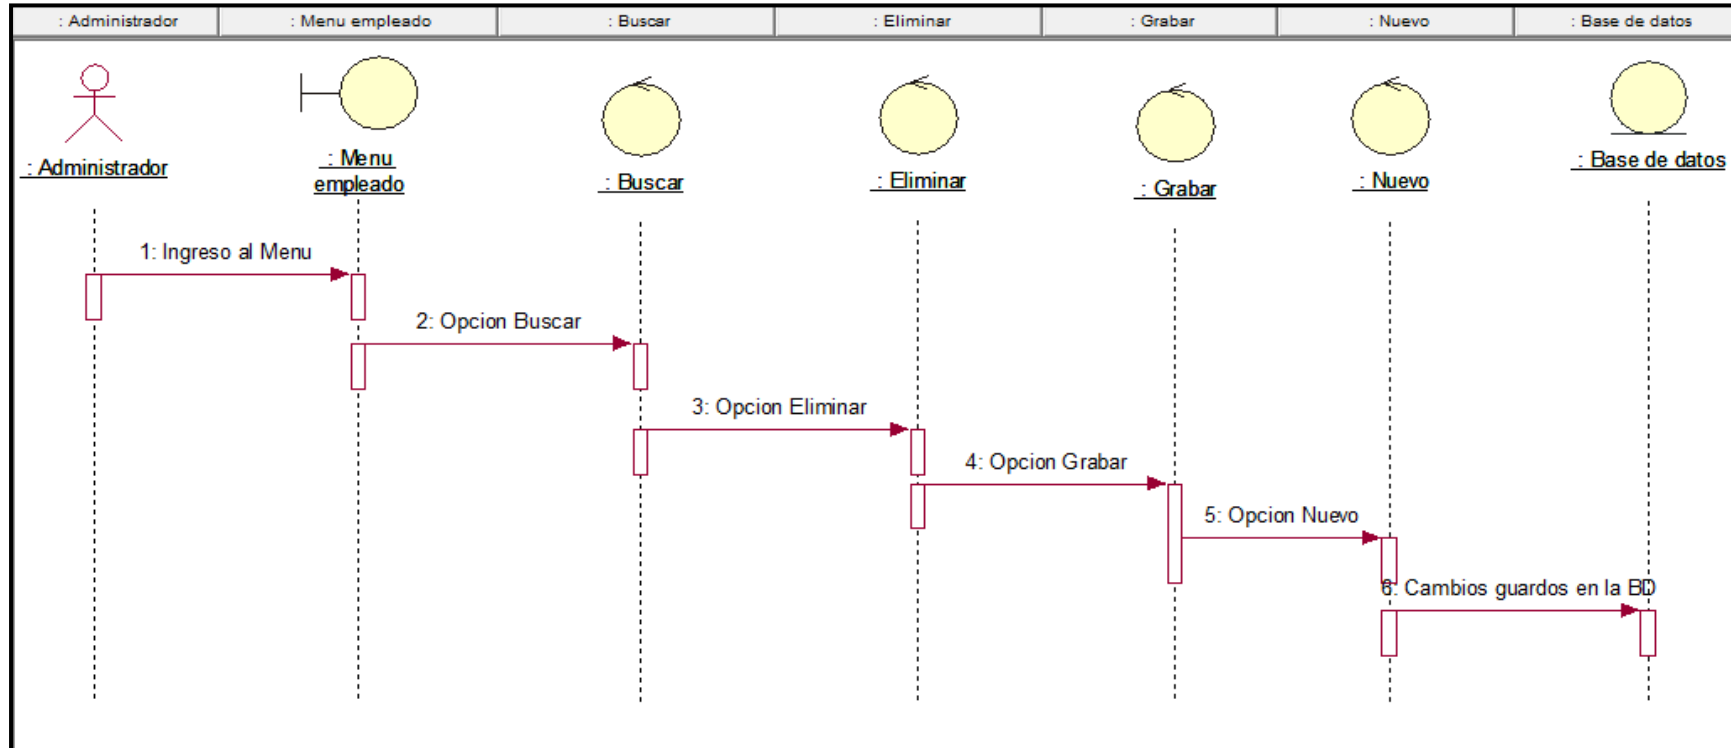 : Administrador
: Menu empleado
: Buscar
: Eliminar
: Grabar
: Nuevo
: Base de datos
: Administrador
: Menu
empleado
: Buscar
: Eliminar
: Grabar
: Nuevo
: Base de datos
1: Ingreso al Menu
2: Opcion Buscar
3: Opcion Eliminar
4: Opcion Grabar
5: Opcion Nuevo
6: Cambios guardos en la BD